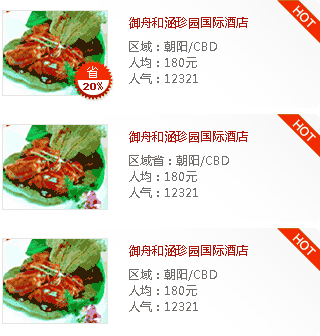 HOT
御舟和涵珍园国际酒店
区域：朝阳/CBD
人均：180元
人气：12321
省
20%
HOT
御舟和涵珍园国际酒店
区域省：朝阳/CBD
人均：180元
人气：12321
HOT
御舟和涵珍园国际酒店
区域：朝阳/CBD
人均：180元
人气：12321